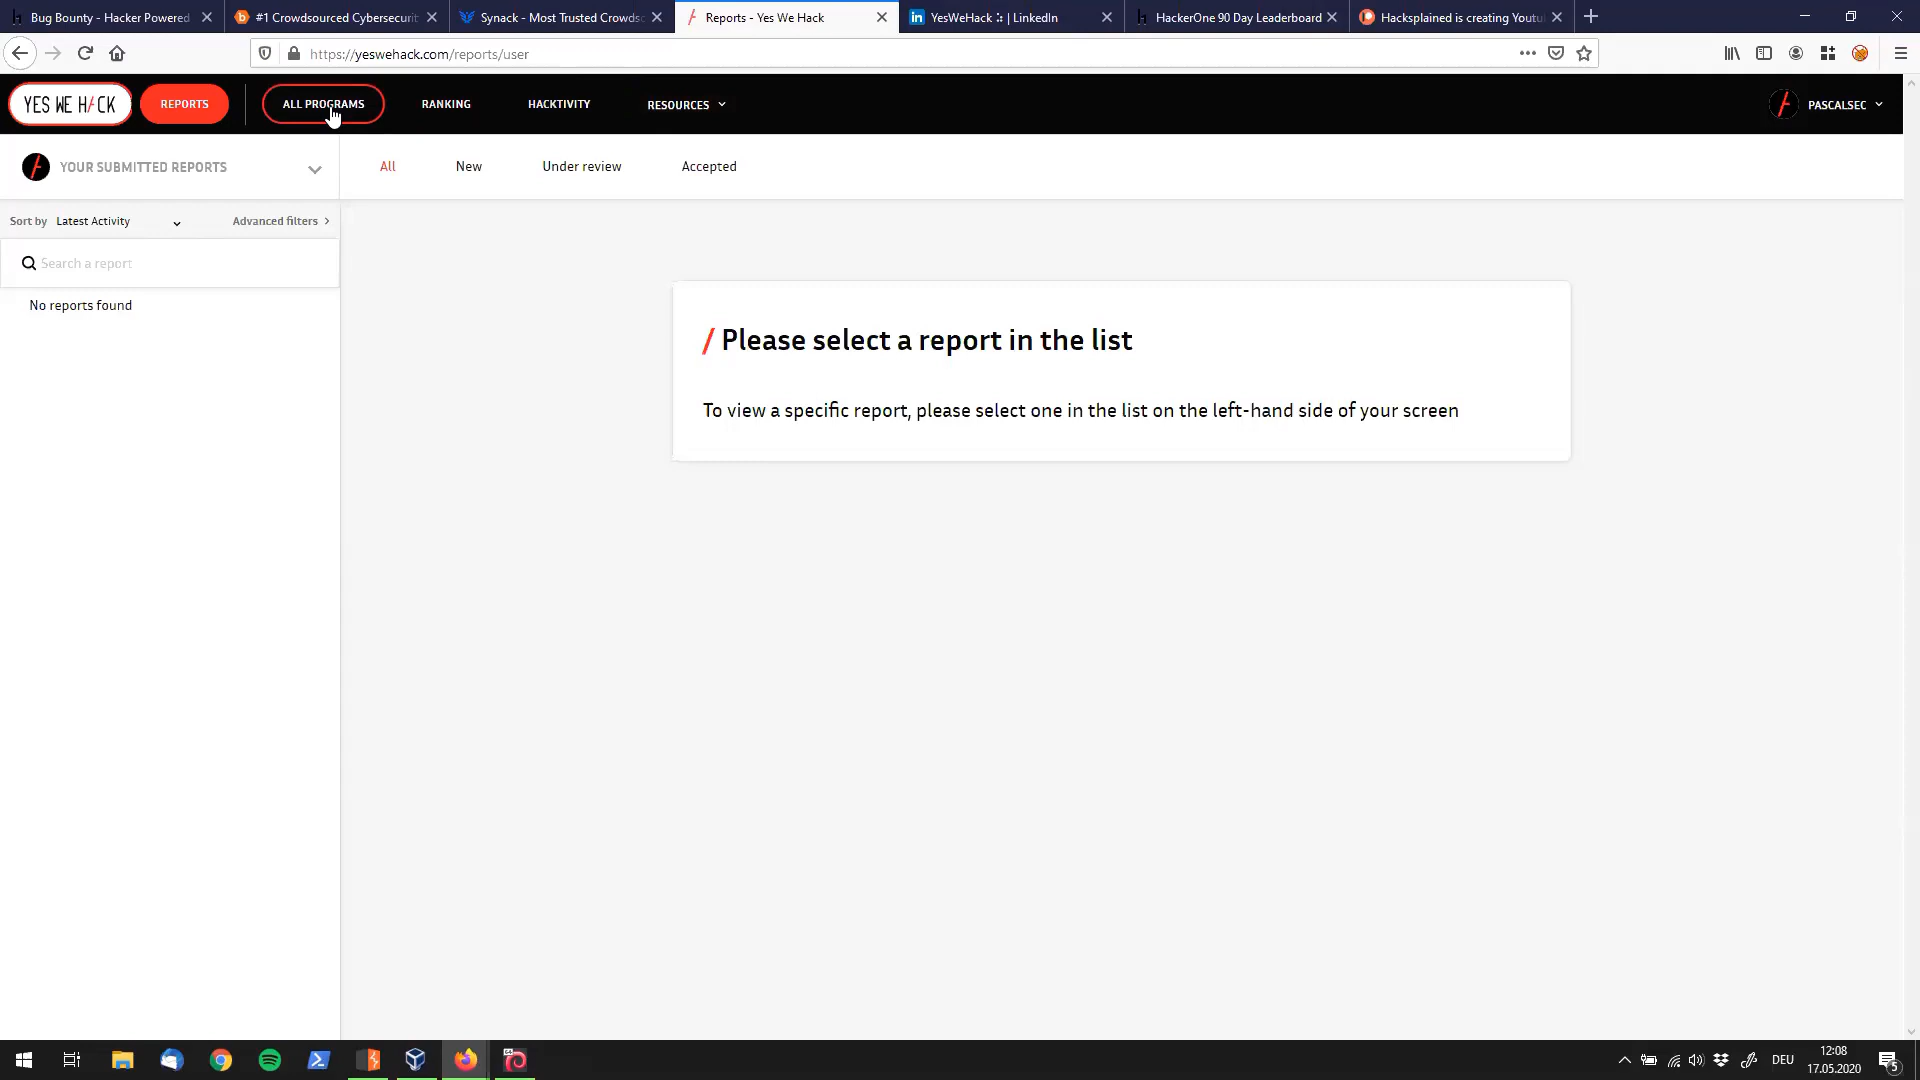 Bug Bounty - Hacker Powered
#1 Crowdsourced Cybersecurit
Synack - Most Trusted Crowds
Reports - Yes We Hack
YesWeHack :: | LinkedIn
HackerOne 90 Day Leaderboard
Hacksplained is creating Youtu
https://yeswehack.com/reports/user
YES WE H/CK
REPORTS
ALL PROGRAMS
RANKING
HACKTIVITY
RESOURCES
PASCALSEC
YOUR SUBMITTED REPORTS
All
New
Under review
Accepted
Sort by
Latest Activity
Advanced filters >
Search a report
No reports found
/ Please select a report in the list
To view a specific report, please select one in the list on the left-hand side of your screen
DEU
12:08
17.05.2020
5